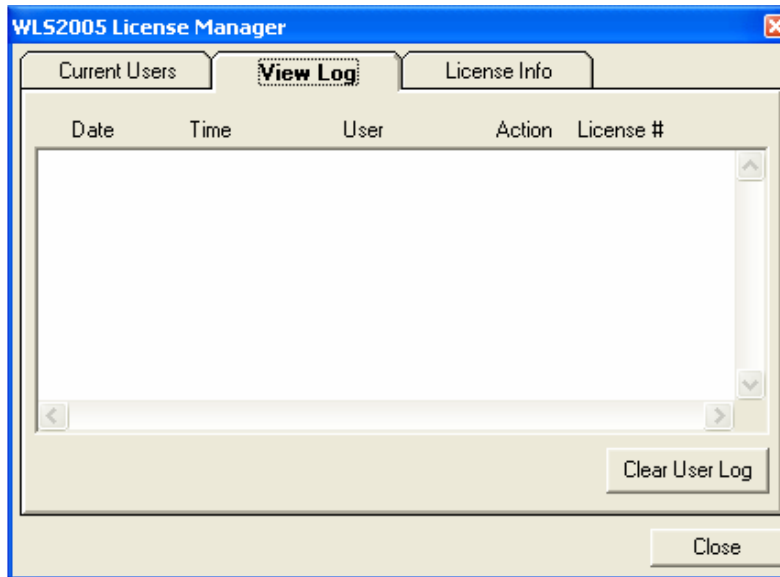 WLS2005 License Manager
Current Users View Log License Info
Date Time User Action License #
Clear User Log
Close